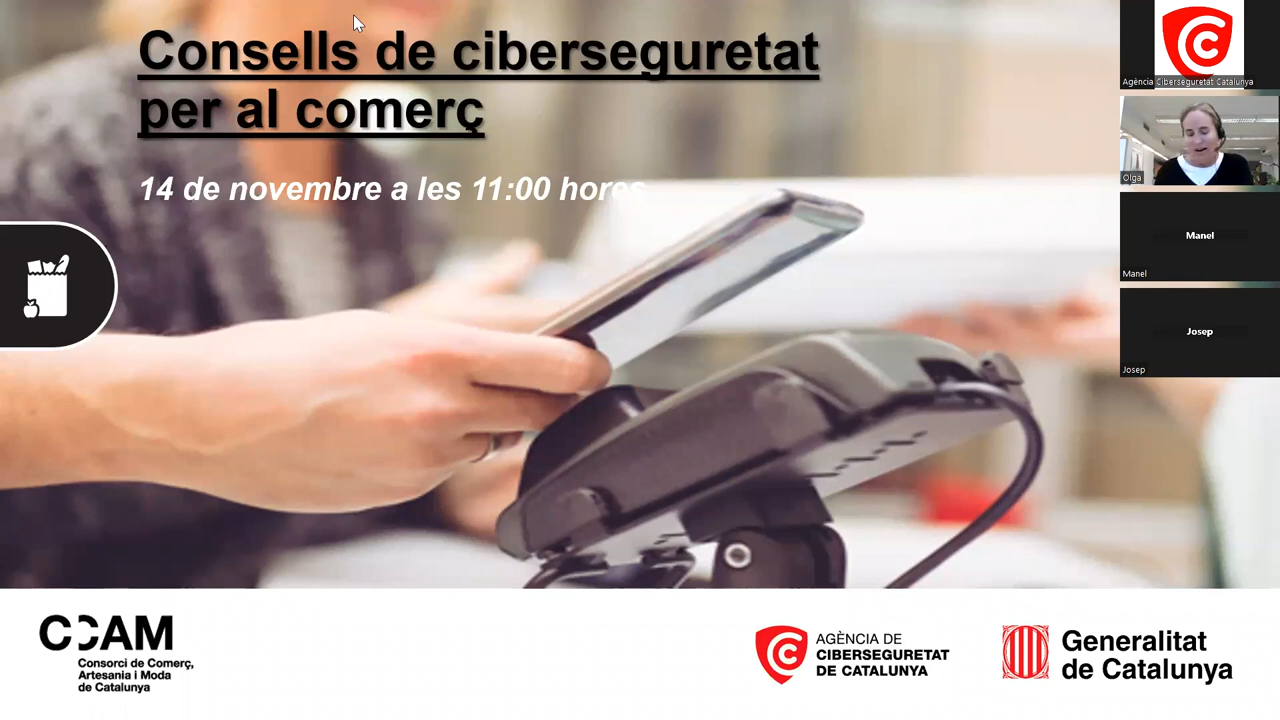 Consells de ciberseguretat
per al comerç
14 de novembre a les 11:00 hores
Agència Ciberseguretat Catalunya
Olga
Manel
Manel
Josep
Josep
CCAM
Consorci de Comerç,
Artesania i Moda
de Catalunya
AGÈNCIA DE
CIBERSEGURETAT
DE CATALUNYA
Generalitat
de Catalunya